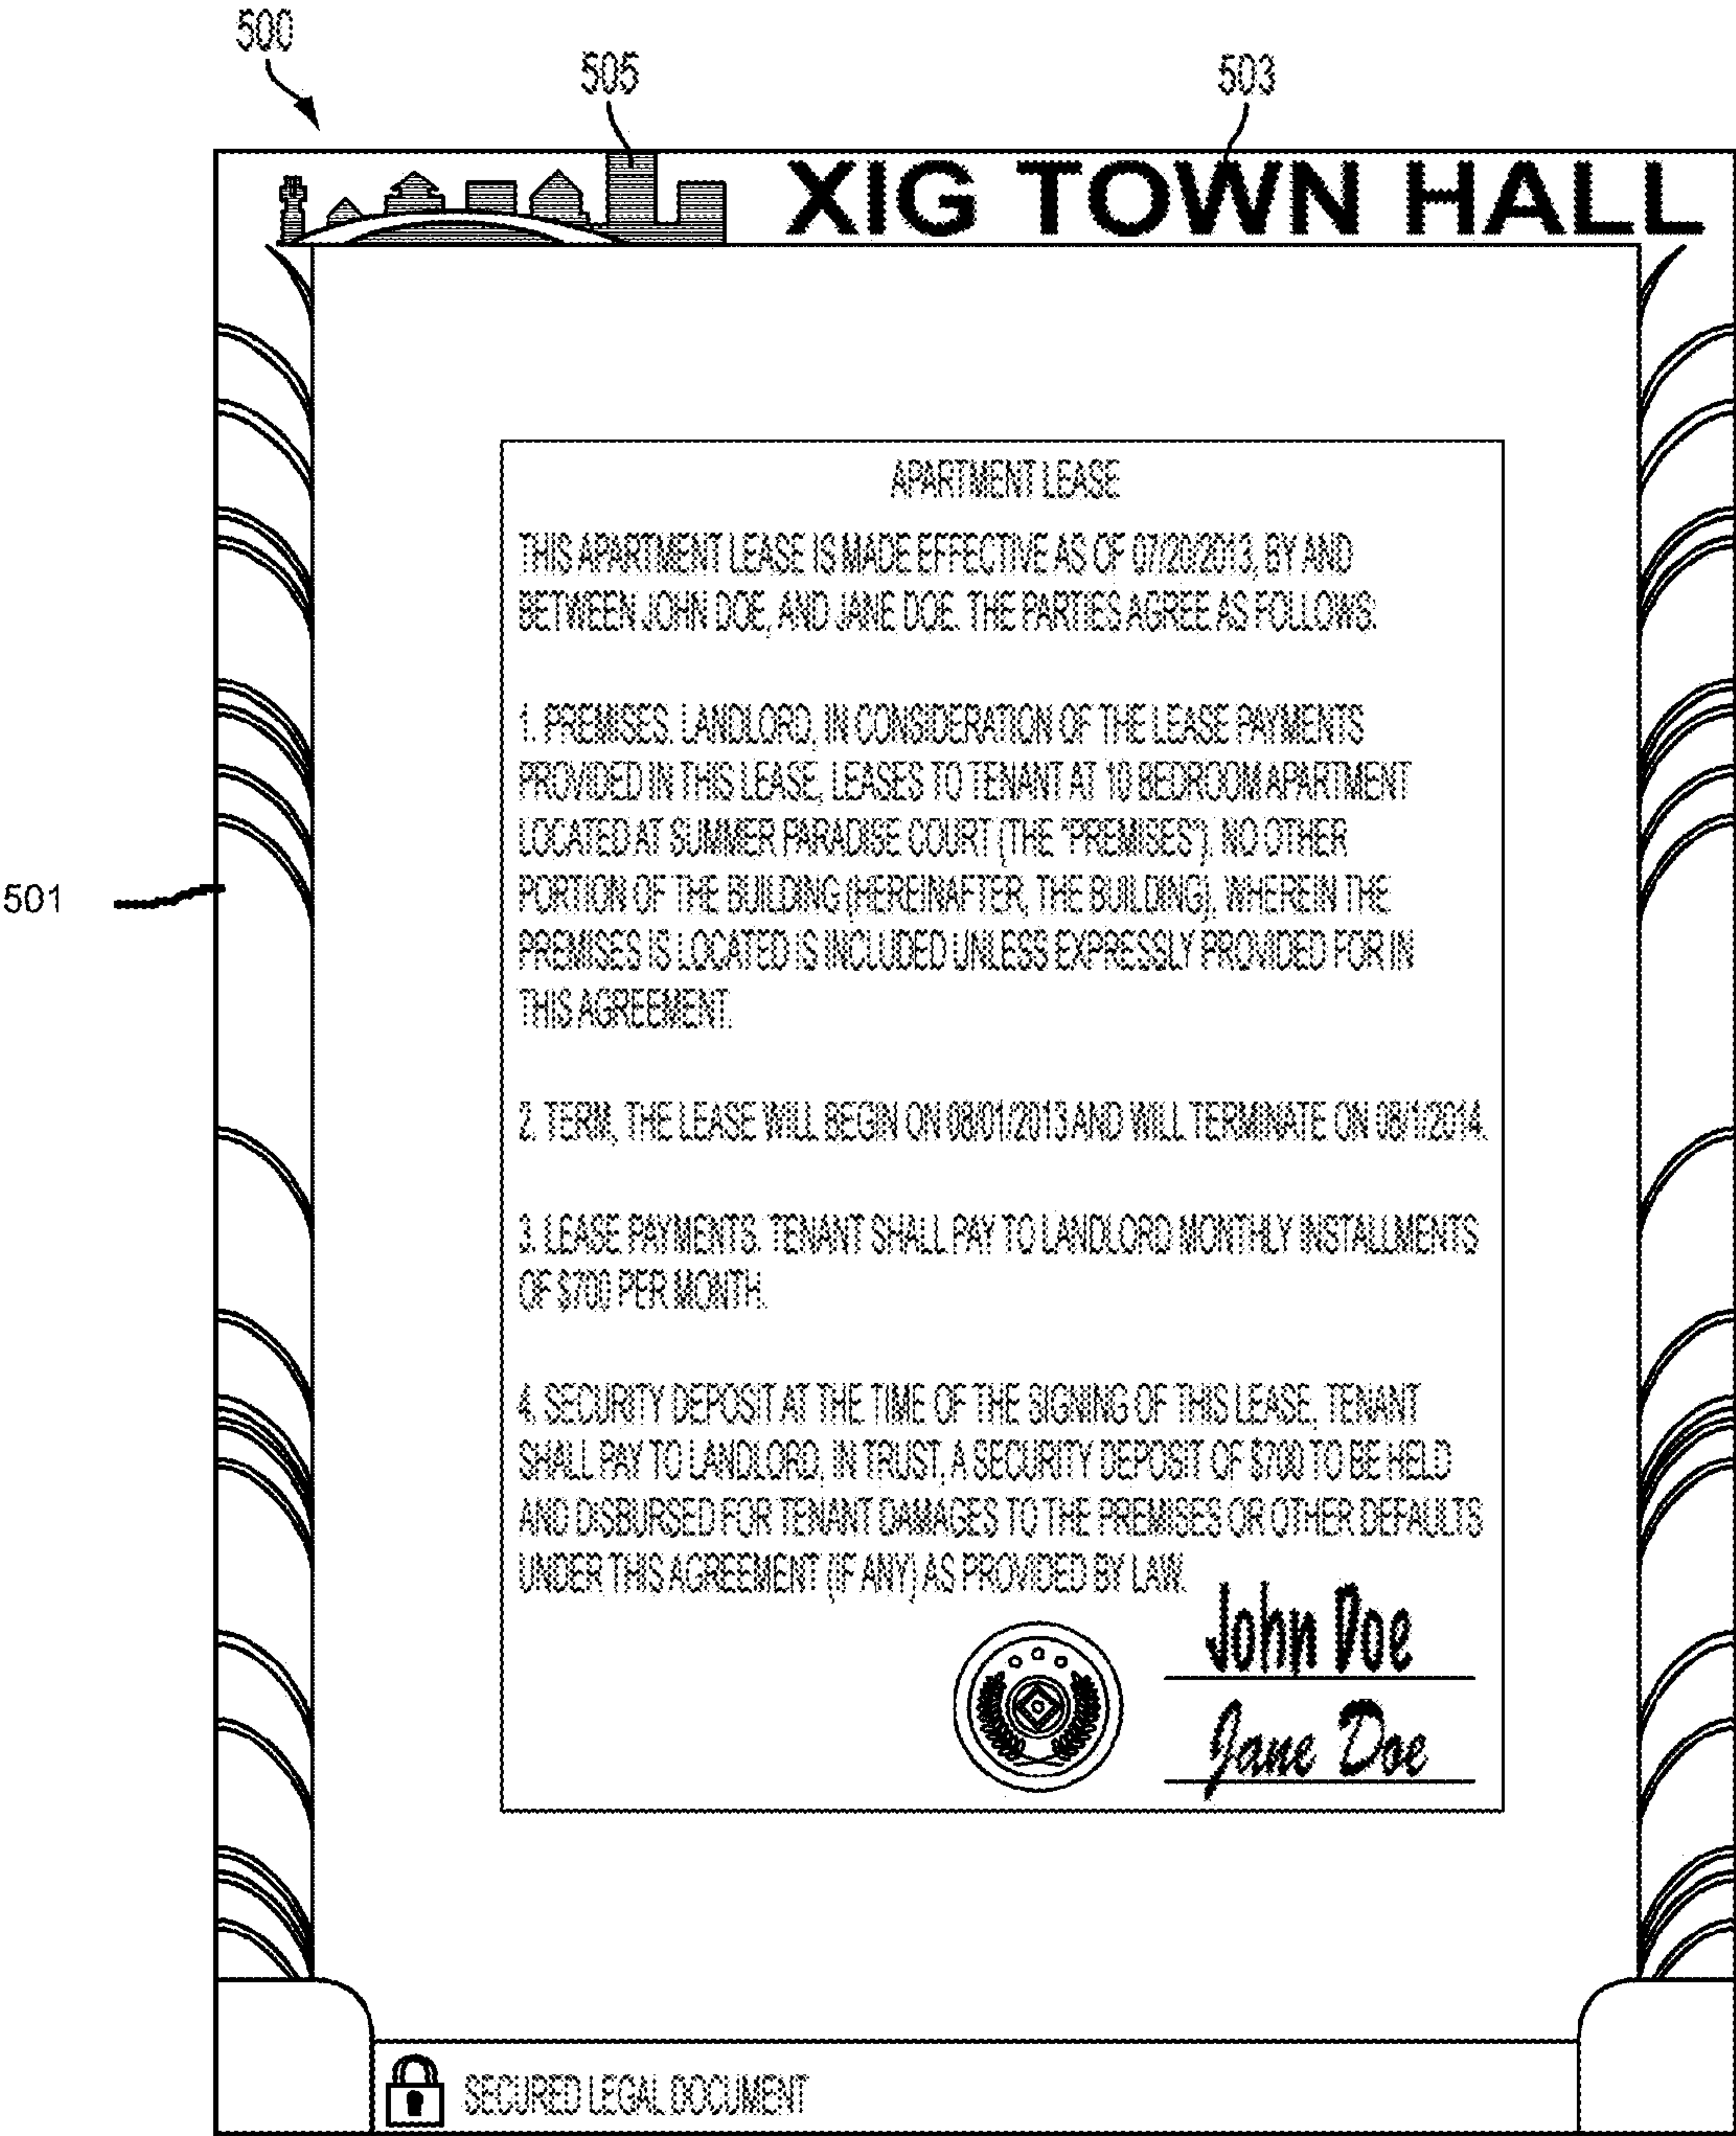 500
505
503
XIG TOWN HALL
APARTMENT LEASE
THIS APARTMENT LEASE IS MADE EFFECTIVE AS OF 07/20/2013, BY AND
BETWEEN JOHN DOE, AND JANE DOE. THE PARTIES AGREE AS FOLLOWS:
1. PREMISES. LANDLORD, IN CONSIDERATION OF THE LEASE PAYMENTS
PROVIDED IN THIS LEASE, LEASES TO TENANT AT 10 BEDROOM APARTMENT
LOCATED AT SUMMER PARADISE COURT (THE "PREMISES"). NO OTHER
PORTION OF THE BUILDING (HEREINAFTER, THE BUILDING), WHEREIN THE
501
PREMISES IS LOCATED IS INCLUDED UNLESS EXPRESSLY PROVIDED FOR IN
THIS AGREEMENT.
2. TERM, THE LEASE WILL BEGIN ON 08/01/2013 AND WILL TERMINATE ON 08/1/2014.
3. LEASE PAYMENTS. TENANT SHALL PAY TO LANDLORD MONTHLY INSTALLMENTS
OF $700 PER MONTH.
4. SECURITY DEPOSIT AT THE TIME OF THE SIGNING OF THIS LEASE, TENANT
SHALL PAY TO LANDLORD, IN TRUST, A SECURITY DEPOSIT OF $700 TO BE HELD
AND DISBURSED FOR TENANT DAMAGES TO THE PREMISES OR OTHER DEFAULTS
UNDER THIS AGREEMENT (IF ANY) AS PROVIDED BY LAW.
John Doe
Jane Doe
SECURED LEGAL DOCUMENT